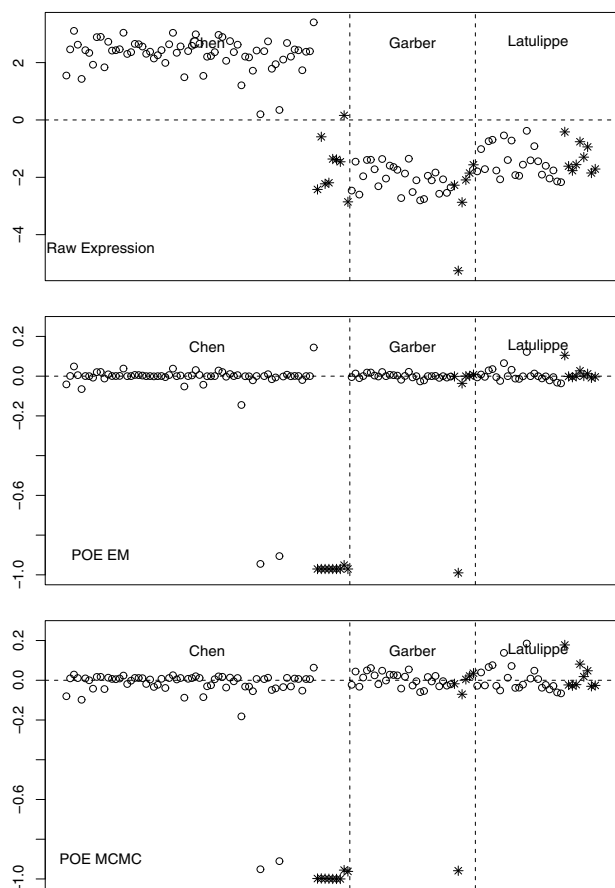 2
0
−2
−4
Chen
Garber
Latulippe
Raw Expression
0.2
0.0
−0.2
−0.6
−1.0
Chen
Garber
Latulippe
POE EM
0.2
0.0
−0.2
−0.6
−1.0
Chen
Garber
Latulippe
POE MCMC